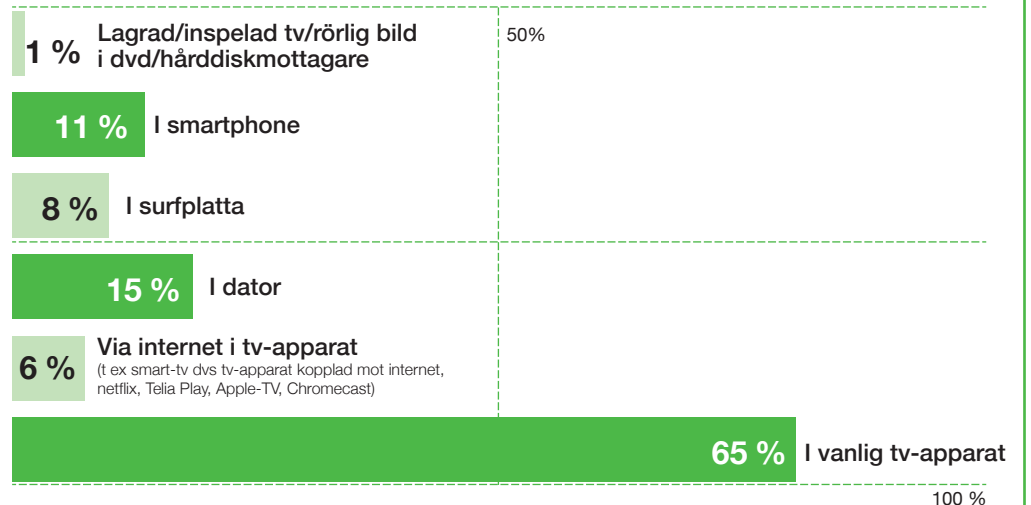 1 %
Lagrad/inspelad tv/rörlig bild
i dvd/hårddiskmottagare
50%
11 %
I smartphone
8 %
I surfplatta
15 %
I dator
6 %
Via internet i tv-apparat
(t ex smart-tv dvs tv-apparat kopplad mot internet,
netflix, Telia Play, Apple-TV, Chromecast)
65 %
I vanlig tv-apparat
100 %